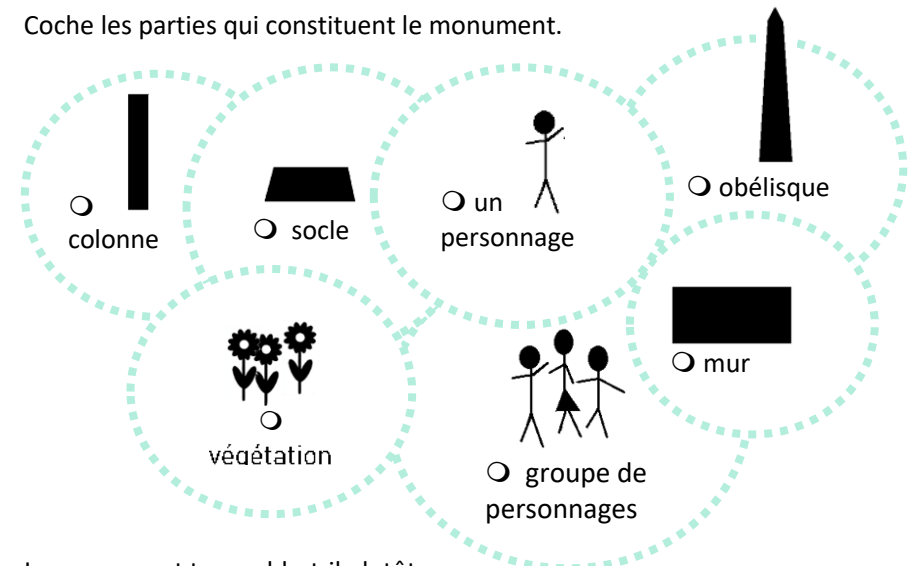 Coche les parties qui constituent le monument.
colonne
socle
un
personnage
obélisque
mur
végétation
groupe de
personnages